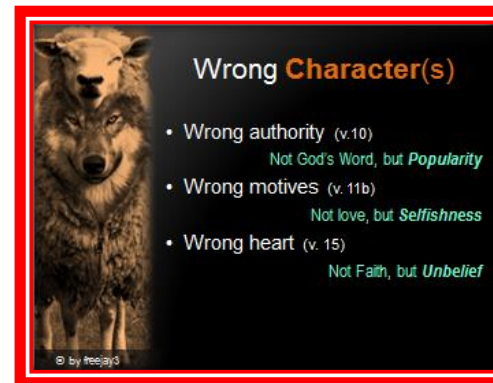 Wrong Character(s)
• Wrong authority (v.10)
Not God's Word, but Popularity
• Wrong motives (v. 11b)
Not love, but Selfishness
• Wrong heart (v. 15)
Not Faith, but Unbelief
© by freejay3